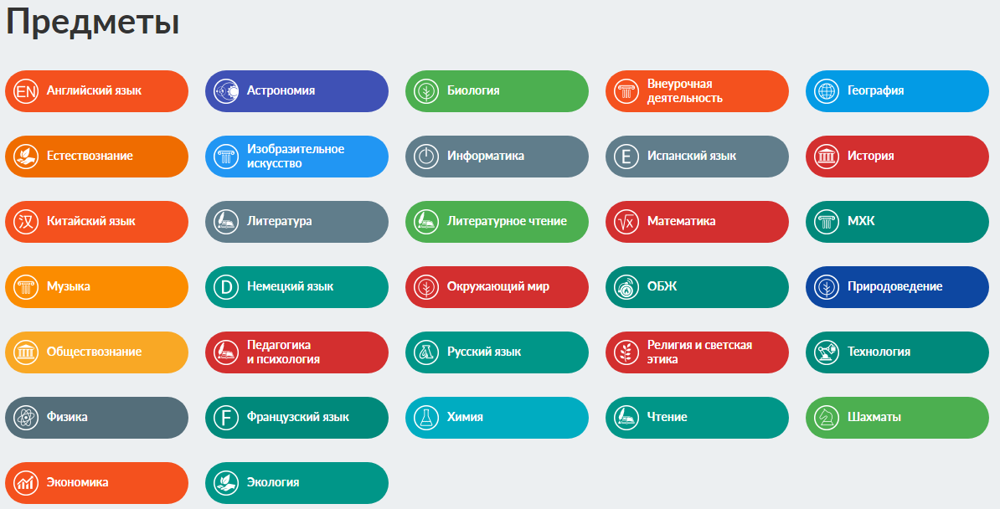 Предметы
EN Английский язык
Астрономия
Биология
Внеурочная
деятельность
География
Естествознание
Изобразительное
искусство
Информатика
E Испанский язык
История
汉 Китайский язык
Литература
Литературное чтение
√x Математика
МХК
Музыка
D Немецкий язык
Окружающий мир
ОБЖ
Природоведение
Обществознание
Педагогика
и психология
Русский язык
Религия и светская
этика
Технология
Физика
F Французский язык
Химия
Чтение
Шахматы
Экономика
Экология